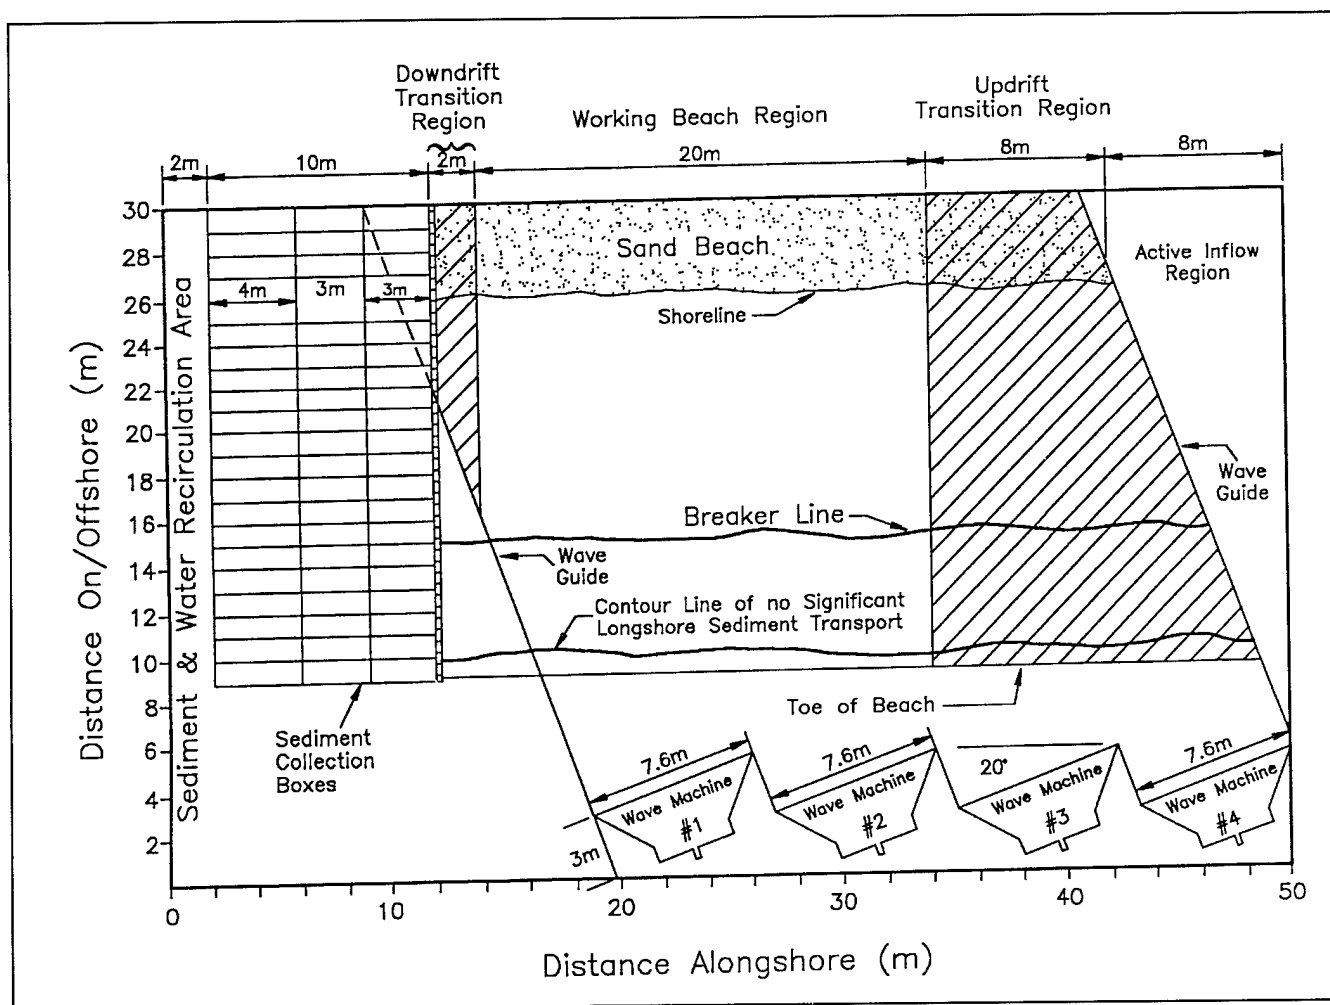 Downdrift
Transition
Region
Working Beach Region
Updrift
Transition Region
2m
10m
2m
20m
8m
8m
30
28
26
24
22
20
18
16
14
12
10
8
6
4
2
Distance On/Offshore (m)
Sediment & Water Recirculation Area
4m
3m
3m
Sand Beach
Shoreline
Active Inflow
Region
Wave
Guide
Breaker Line
Wave
Guide
Contour Line of no Significant
Longshore Sediment Transport
Toe of Beach
Sediment
Collection
Boxes
7.6m
7.6m
20°
7.6m
Wave Machine
#1
Wave Machine
#2
Wave Machine
#3
Wave Machine
#4
3m
0
10
20
30
40
50
Distance Alongshore (m)